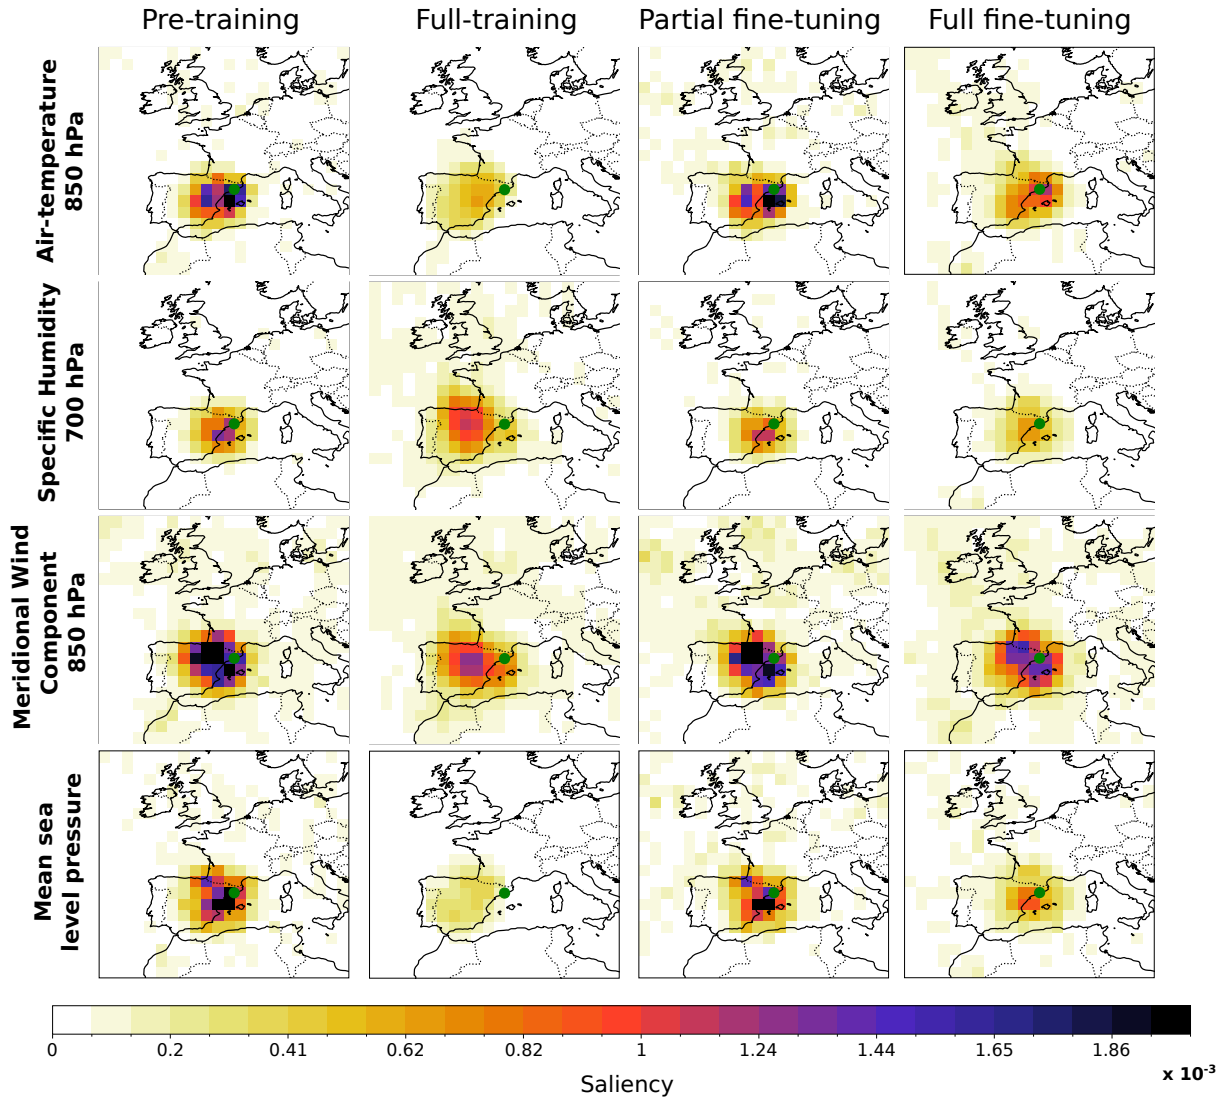 Pre-training Full-training Partial fine-tuning Full fine-tuning
Air-temperature
850 hPa
Specific Humidity
700 hPa
Meridional Wind
Component
850 hPa
Mean sea
level pressure
0 0.2 0.41 0.62 0.82 1 1.24 1.44 1.65 1.86
Saliency
x 10⁻³